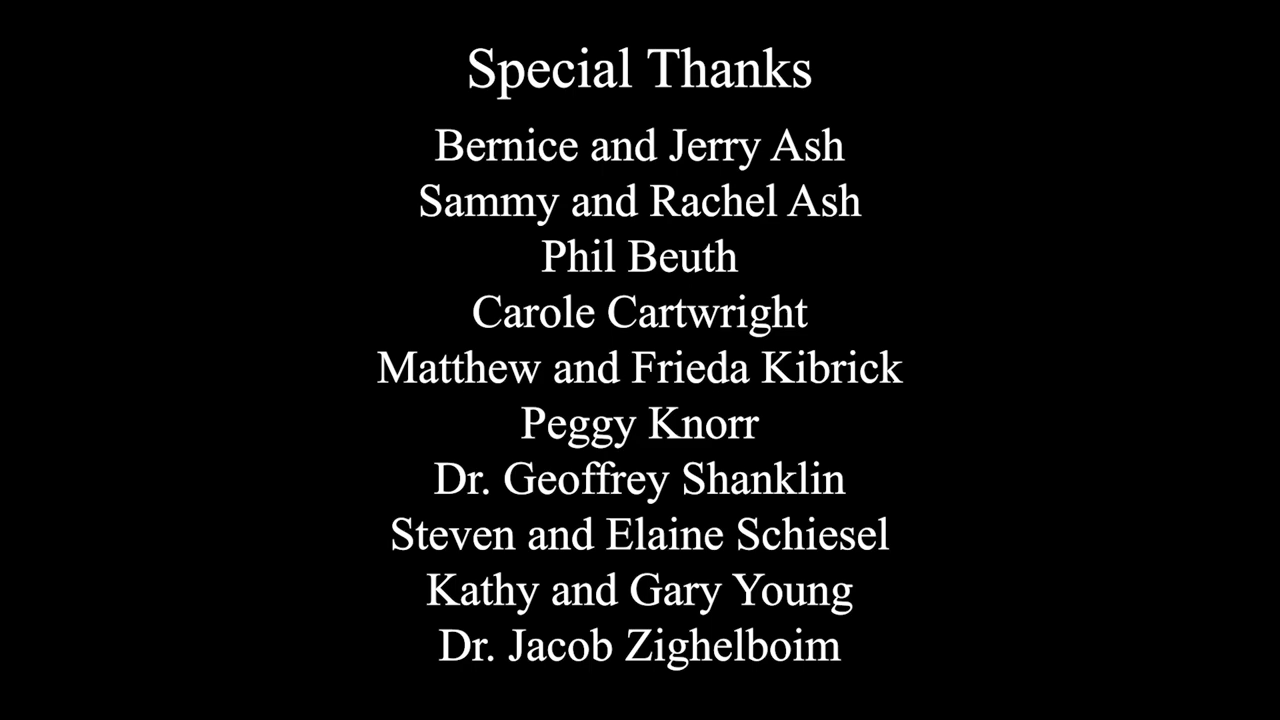 Special Thanks
Bernice and Jerry Ash
Sammy and Rachel Ash
Phil Beuth
Carole Cartwright
Matthew and Frieda Kibrick
Peggy Knorr
Dr. Geoffrey Shanklin
Steven and Elaine Schiesel
Kathy and Gary Young
Dr. Jacob Zighelboim